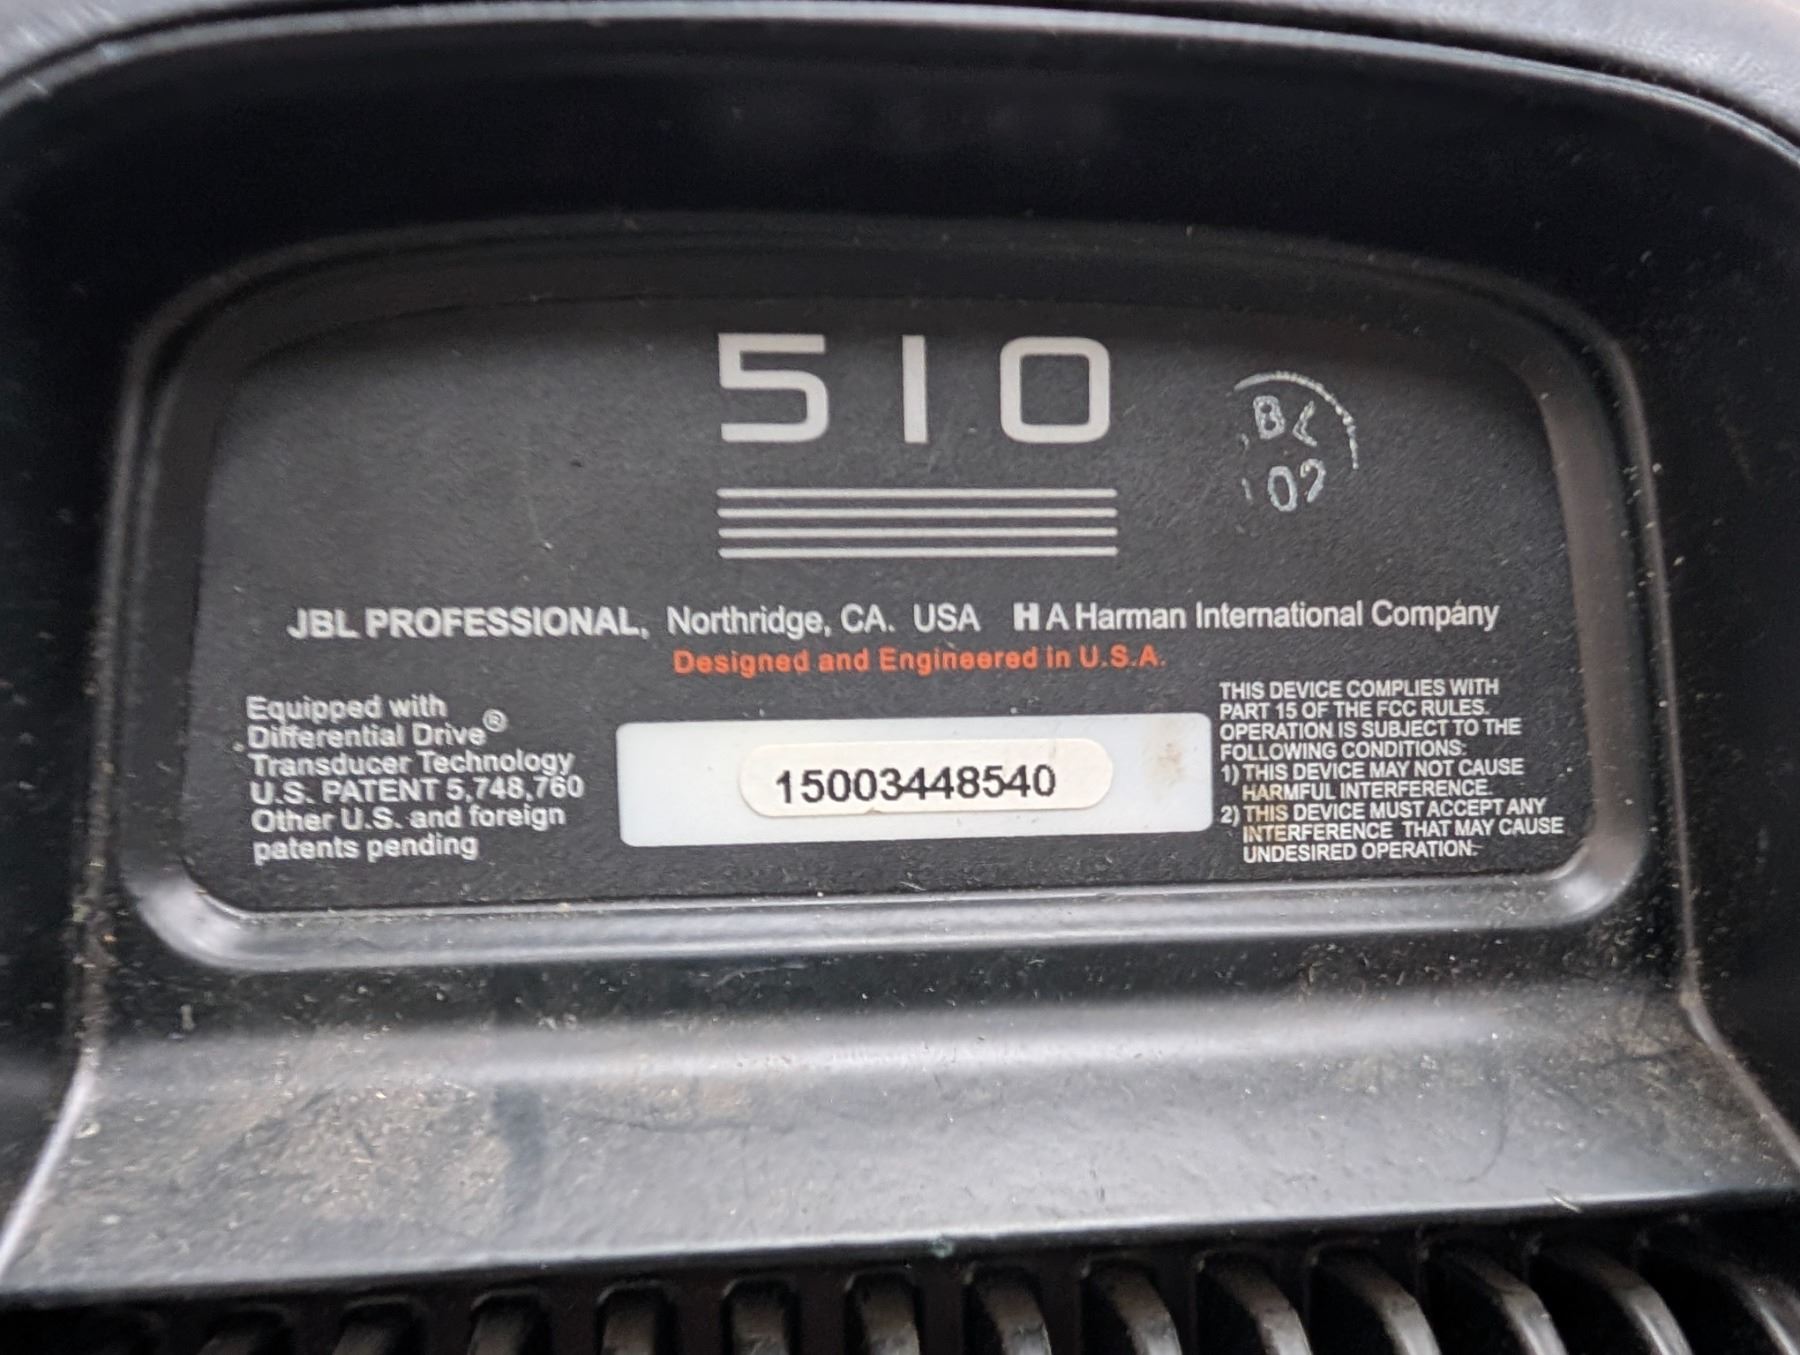 510
BL
02
JBL PROFESSIONAL, Northridge, CA. USA H A Harman International Company
Designed and Engineered in U.S.A.
Equipped with
Differential Drive®
Transducer Technology
U.S. PATENT 5,748,760
Other U.S. and foreign
patents pending
15003448540
THIS DEVICE COMPLIES WITH
PART 15 OF THE FCC RULES.
OPERATION IS SUBJECT TO THE
FOLLOWING CONDITIONS:
1) THIS DEVICE MAY NOT CAUSE
HARMFUL INTERFERENCE.
2) THIS DEVICE MUST ACCEPT ANY
INTERFERENCE THAT MAY CAUSE
UNDESIRED OPERATION.